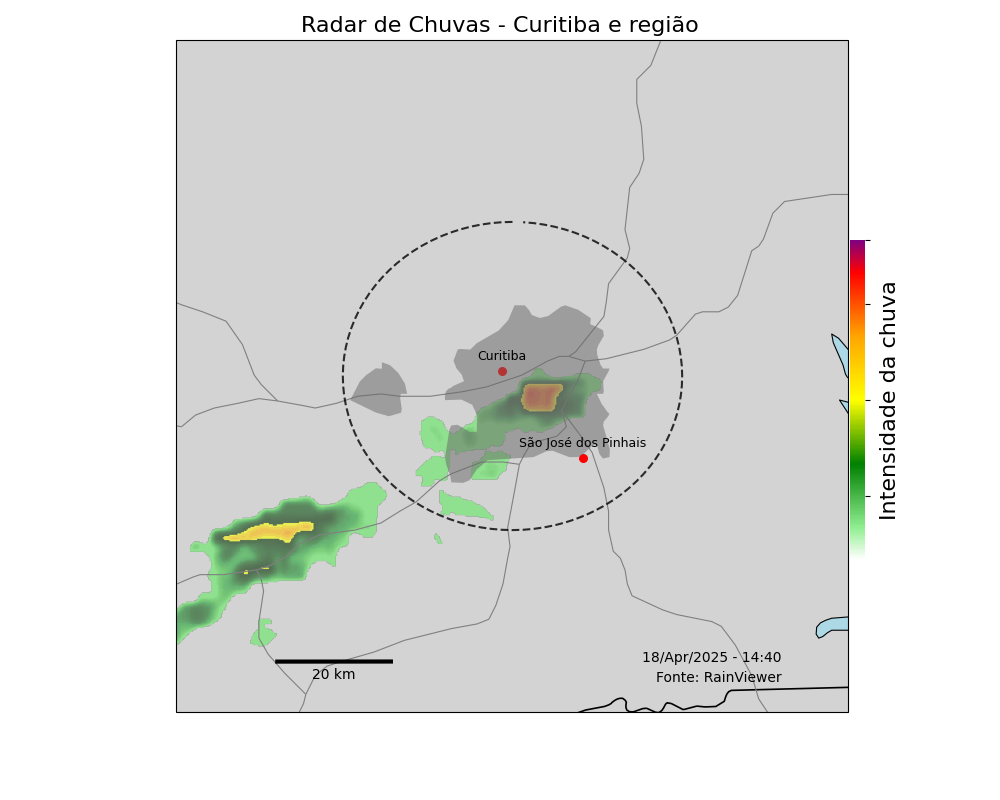 Radar de Chuvas - Curitiba e região
Curitiba
São José dos Pinhais
Intensidade da chuva
18/Apr/2025 - 14:40
20 km
Fonte: RainViewer